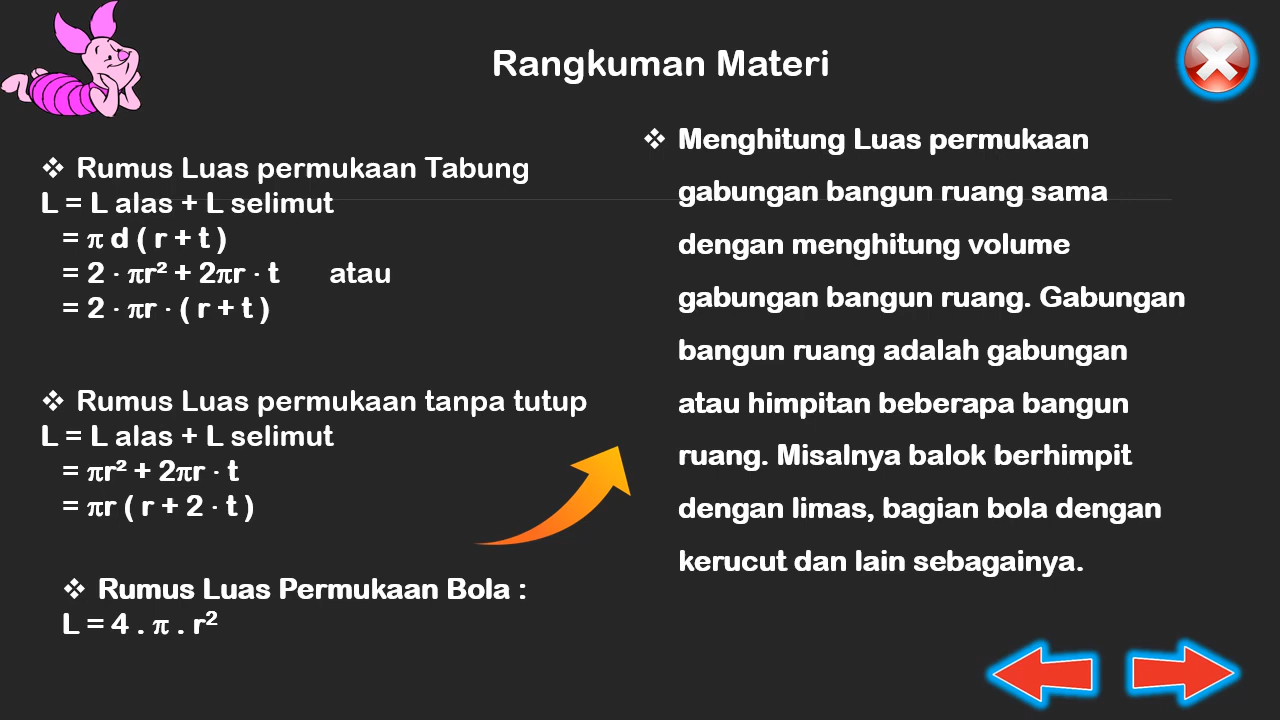 Rangkuman Materi
❖ Rumus Luas permukaan Tabung
L = L alas + L selimut
= π d ( r + t )
= 2 · πr² + 2πr · t atau
= 2 · πr · ( r + t )
❖ Rumus Luas permukaan tanpa tutup
L = L alas + L selimut
= πr² + 2πr · t
= πr ( r + 2 · t )
❖ Rumus Luas Permukaan Bola :
L = 4 . π . r²
❖ Menghitung Luas permukaan
gabungan bangun ruang sama
dengan menghitung volume
gabungan bangun ruang. Gabungan
bangun ruang adalah gabungan
atau himpitan beberapa bangun
ruang. Misalnya balok berhimpit
dengan limas, bagian bola dengan
kerucut dan lain sebagainya.